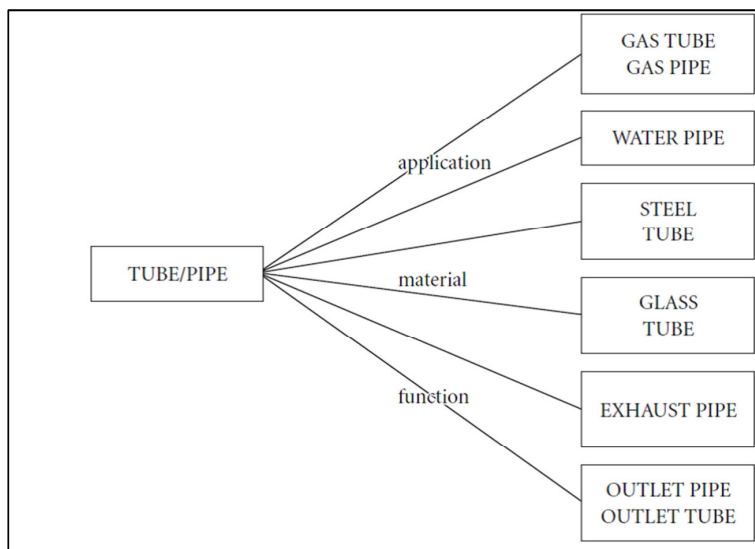 GAS TUBE
GAS PIPE
WATER PIPE
application
STEEL
TUBE
TUBE/PIPE
material
GLASS
TUBE
function
EXHAUST PIPE
OUTLET PIPE
OUTLET TUBE